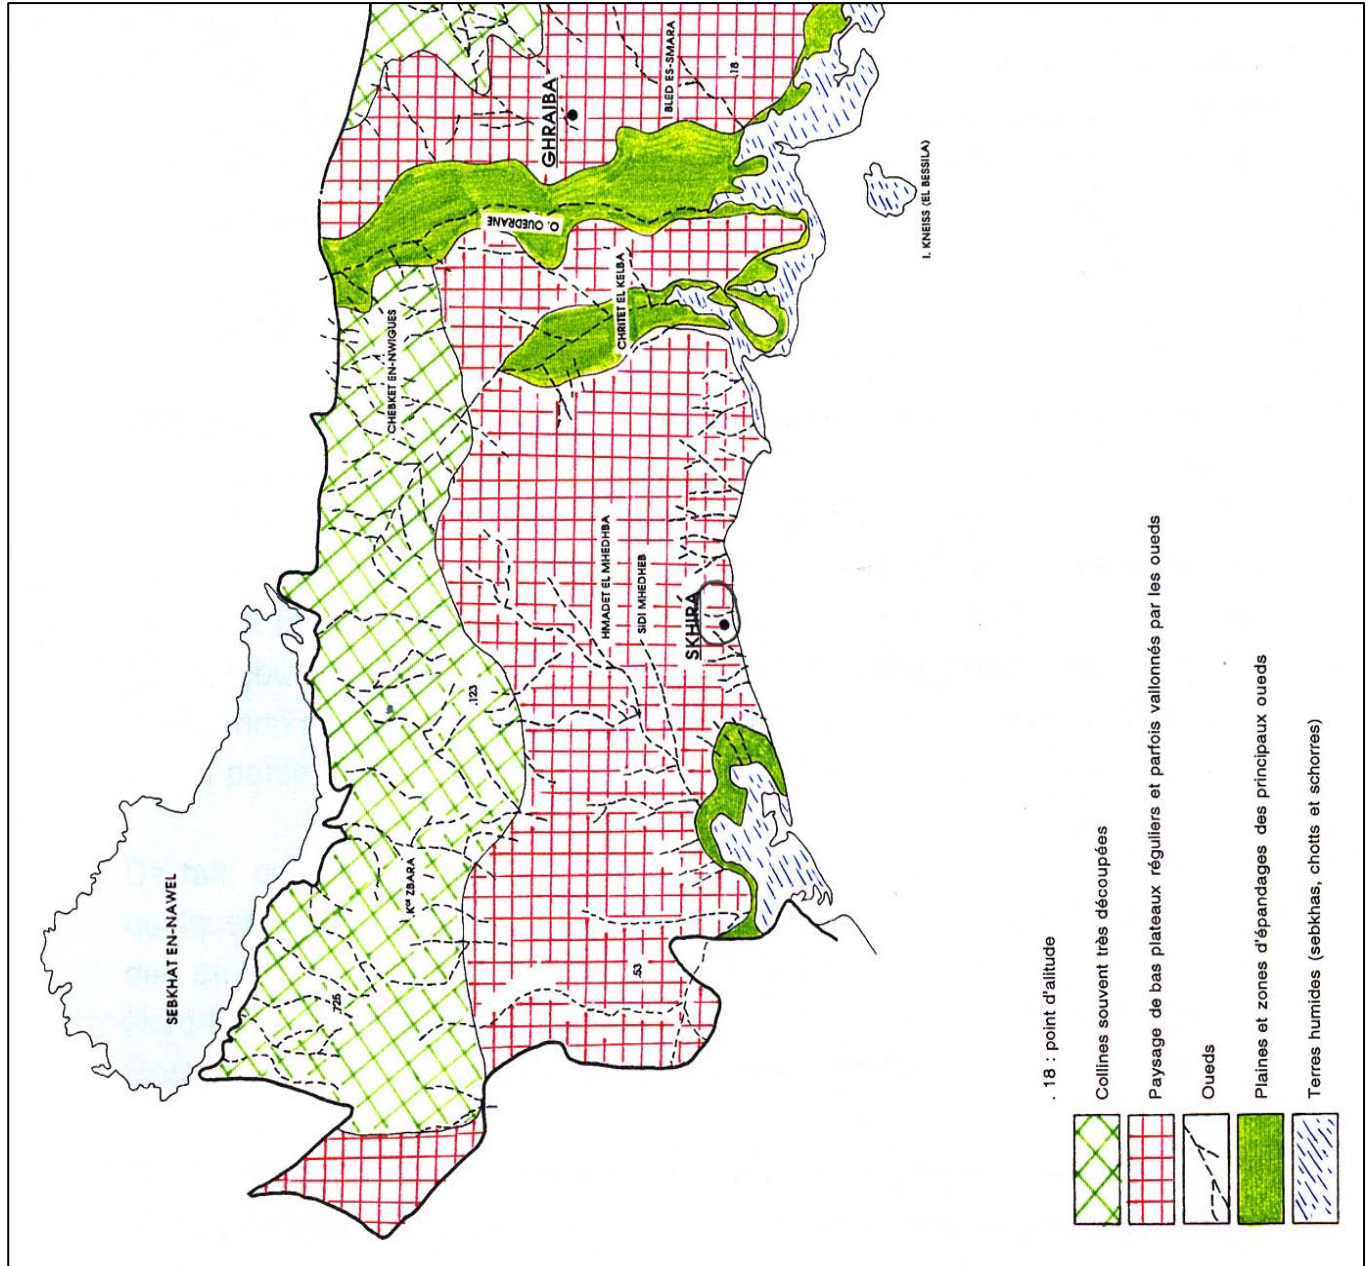 GHRAIBA
BLED ES-SMARA
.18
O. OUEDRANE
CHRITET EL KELBA
I. KNEISS (EL BESSILA)
CHEBKET EN-NWIGUES
HMADET EL MHEDHBA
SIDI MHEDHEB
SKHIRA
.123
SEBKHAT EN-NAWEL
ZBARA
.53
. 18 : point d'alitude
Collines souvent très découpées
Paysage de bas plateaux réguliers et parfois vallonnés par les oueds
Oueds
Plaines et zones d'épandages des principaux oueds
Terres humides (sebkhas, chotts et schorres)